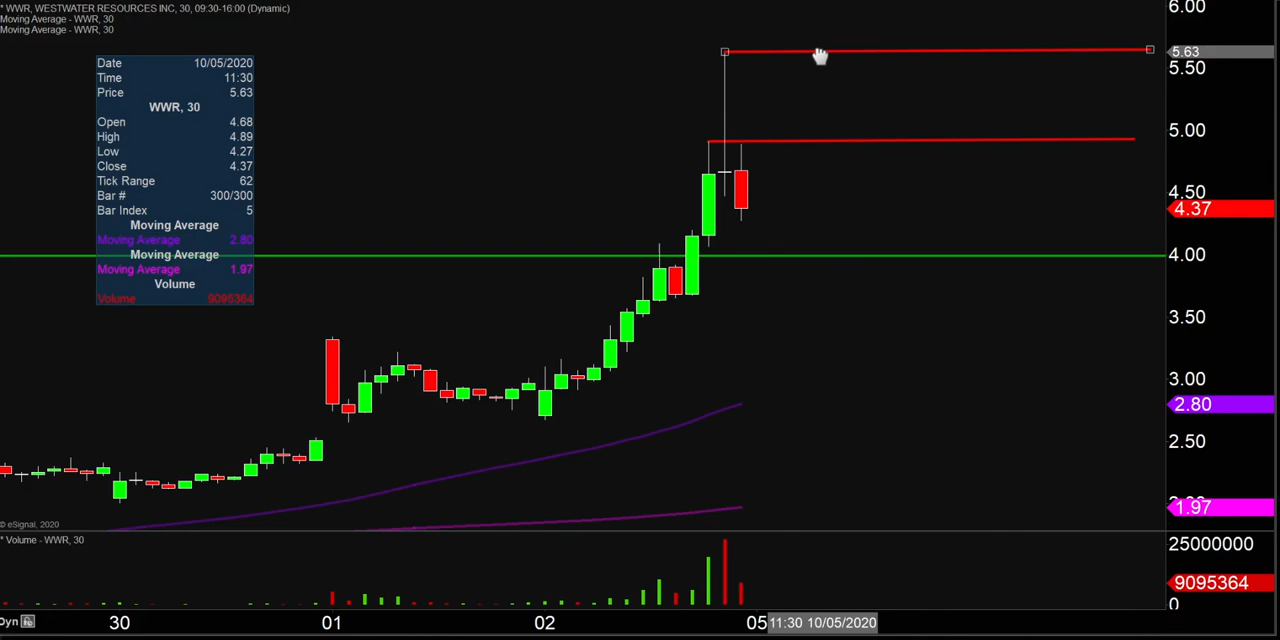 * WWR, WESTWATER RESOURCES INC, 30, 09:30-16:00 (Dynamic)
Moving Average - WWR, 30
Moving Average - WWR, 30
Date 10/05/2020
Time 11:30
Price 5.63
WWR, 30
Open 4.68
High 4.89
Low 4.27
Close 4.37
Tick Range 62
Bar # 300/300
Bar Index 5
Moving Average
Moving Average 2.80
Moving Average
Moving Average 1.97
Volume
Volume 9095364
6.00
5.63
5.50
5.00
4.50
4.37
4.00
3.50
3.00
2.80
2.50
1.97
© eSignal, 2020
* Volume - WWR, 30
25000000
9095364
0
Dyn
30
01
02
05
11:30 10/05/2020